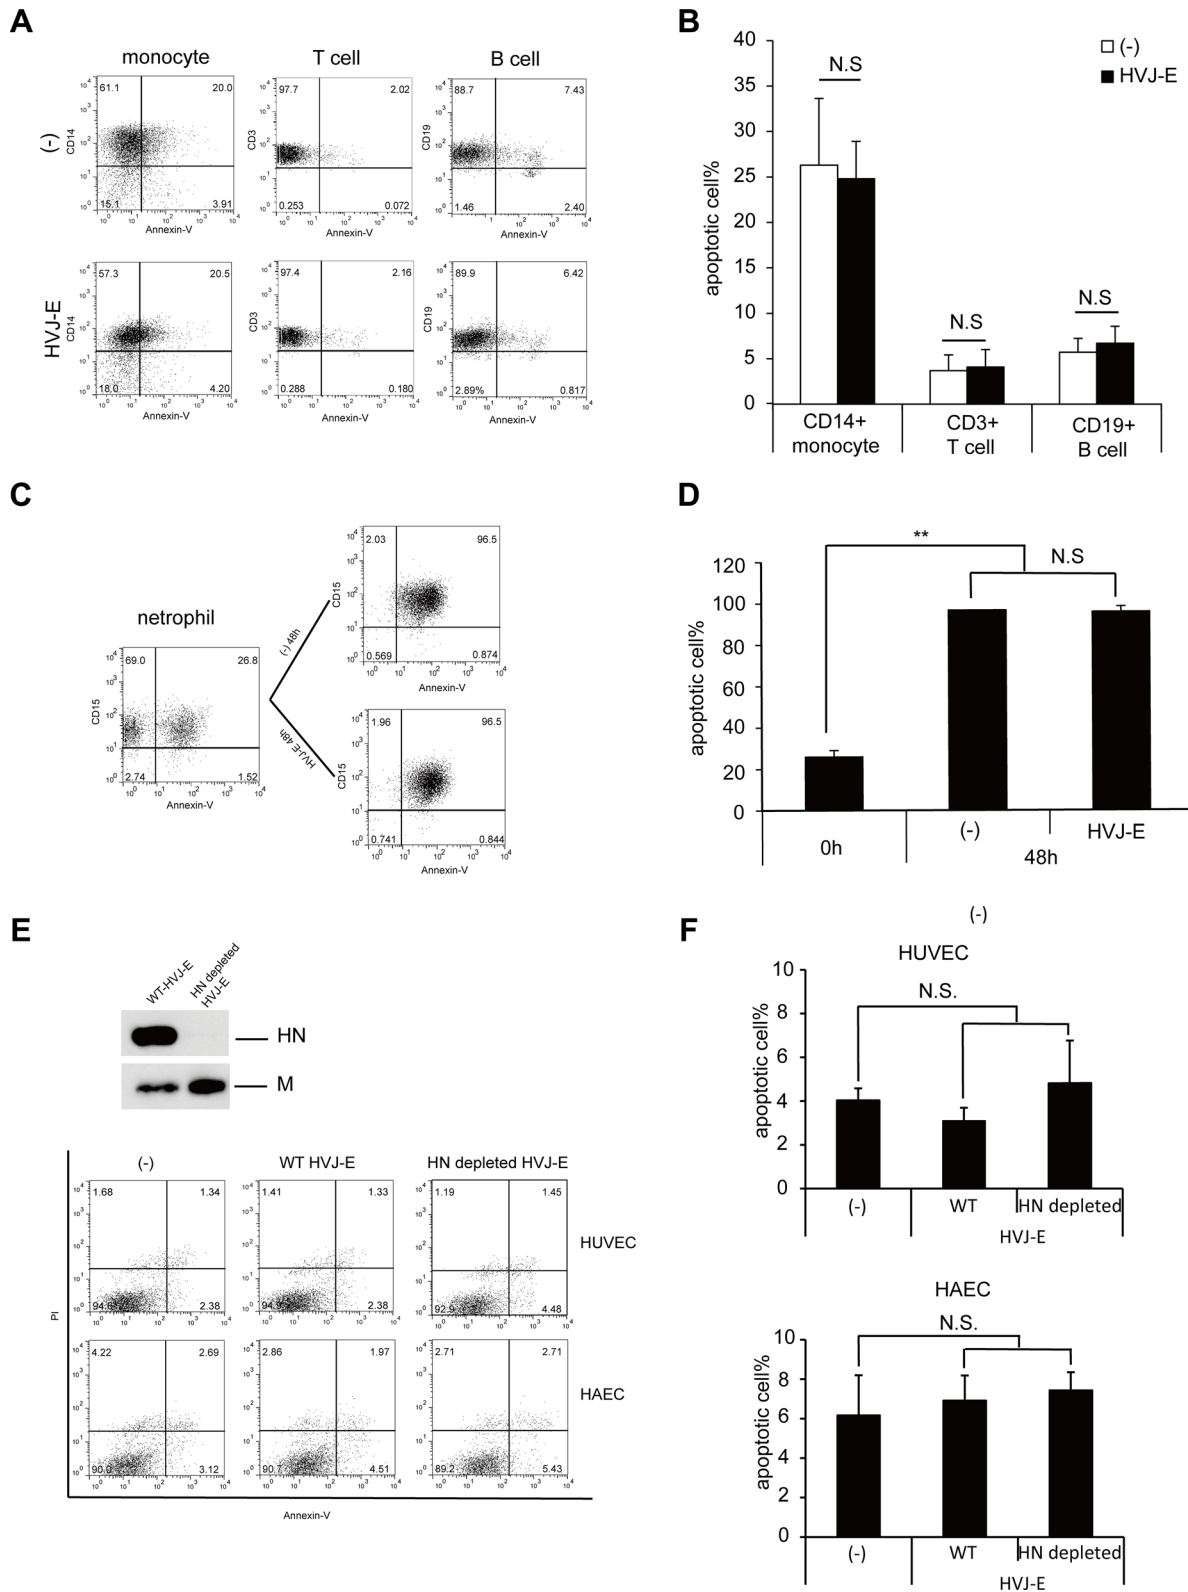 A
monocyte
T cell
B cell
(-)
CD14
61.1
20.0
15.1
3.91
Annexin-V
CD3
97.7
2.02
0.253
0.072
Annexin-V
CD19
88.7
7.43
1.46
2.40
Annexin-V
HVJ-E
CD14
57.3
20.5
18.0
4.20
Annexin-V
CD3
97.4
2.16
0.288
0.180
Annexin-V
CD19
89.9
6.42
2.89%
0.817
Annexin-V
B
(-)
HVJ-E
apoptotic cell%
40
35
30
25
20
15
10
5
0
N.S
N.S
N.S
CD14+
monocyte
CD3+
T cell
CD19+
B cell
C
netrophil
CD15
69.0
26.8
2.74
1.52
Annexin-V
(-) 48h
HVJ-E 48h
CD15
2.03
96.5
0.569
0.874
Annexin-V
CD15
1.96
96.5
0.741
0.844
Annexin-V
D
apoptotic cell%
120
100
80
60
40
20
0
**
N.S
0h
(-)
HVJ-E
48h
E
WT-HVJ-E
HN depleted
HVJ-E
HN
M
(-)
WT HVJ-E
HN depleted HVJ-E
PI
1.68
1.34
2.38
1.41
1.33
2.38
1.19
1.45
92.9
4.48
HUVEC
4.22
2.69
3.12
2.86
1.97
90.7
4.51
2.71
2.71
89.2
5.43
HAEC
Annexin-V
(-)
F
HUVEC
apoptotic cell%
10
8
6
4
2
0
N.S.
(-)
WT
HN depleted
HVJ-E
HAEC
apoptotic cell%
10
8
6
4
2
0
N.S.
(-)
WT
HN depleted
HVJ-E